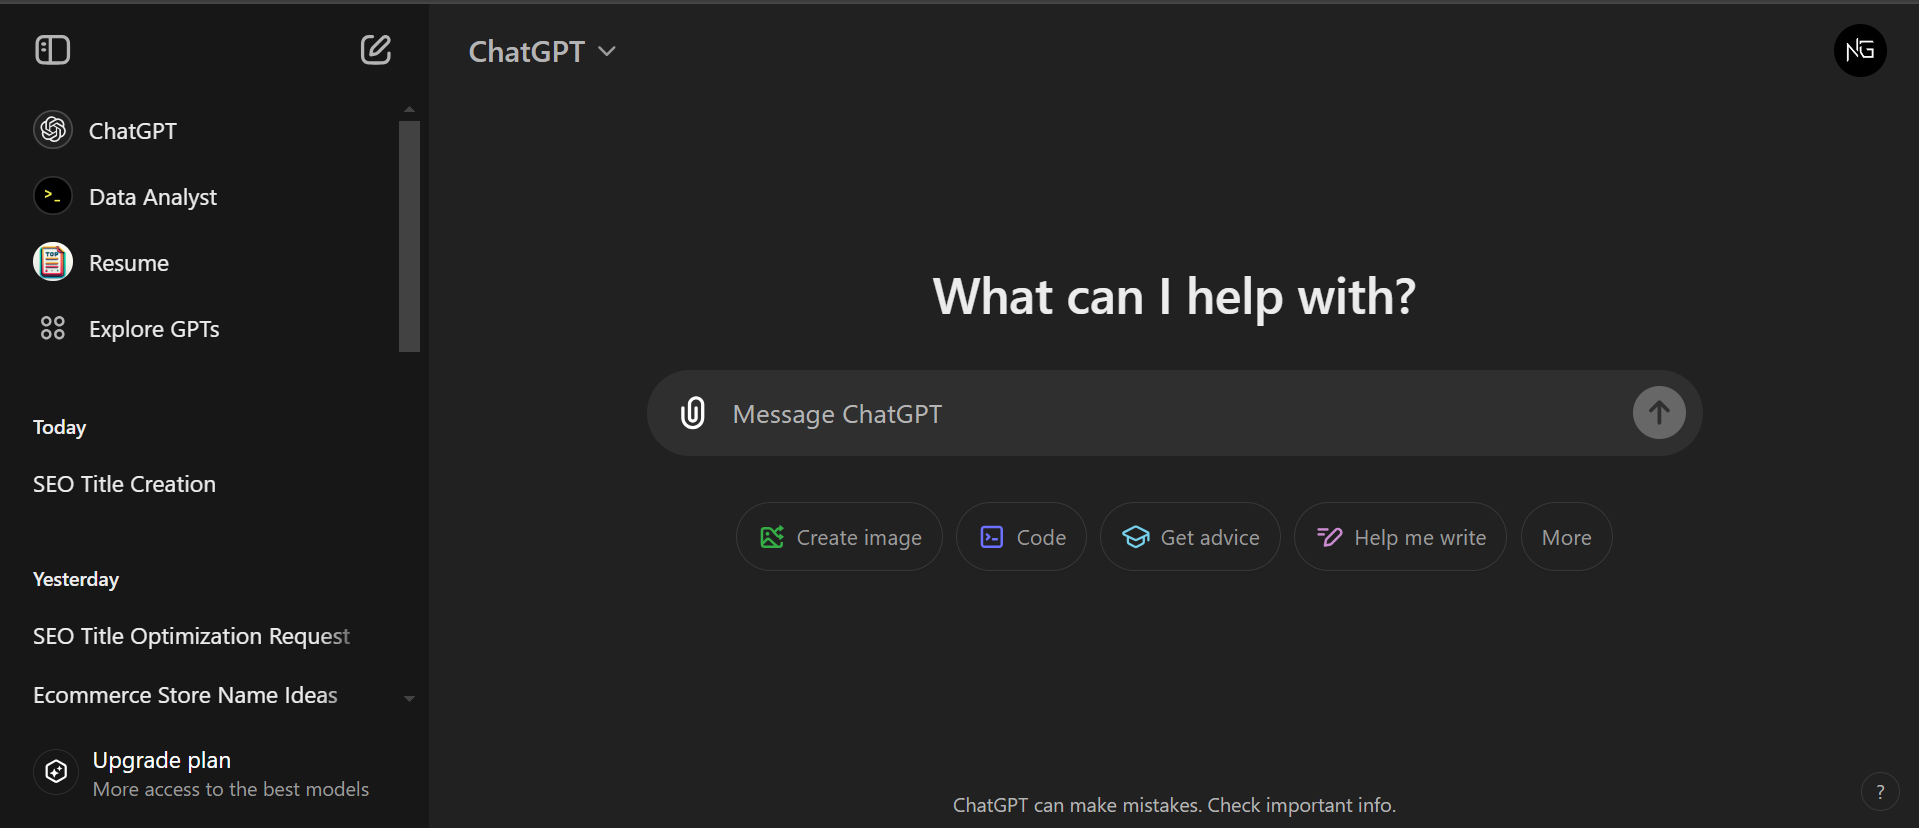 ChatGPT
NG
ChatGPT
>_ Data Analyst
TOP
Resume
Explore GPTs
Today
SEO Title Creation
Yesterday
SEO Title Optimization Request
Ecommerce Store Name Ideas
Upgrade plan
More access to the best models
What can I help with?
Message ChatGPT
Create image
Code
Get advice
Help me write
More
ChatGPT can make mistakes. Check important info.
?